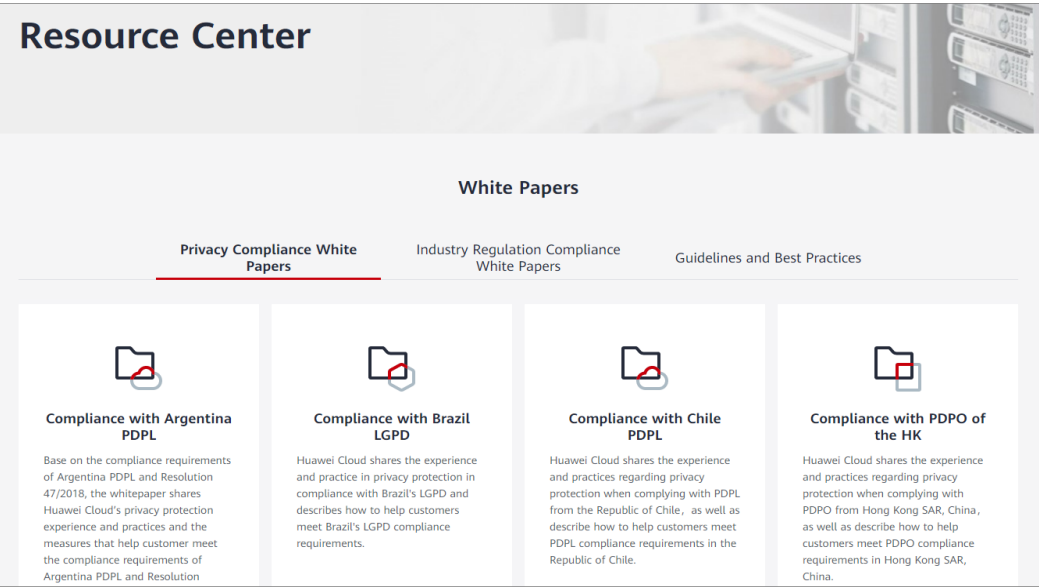 Resource Center
White Papers
Privacy Compliance White
Papers
Industry Regulation Compliance
White Papers
Guidelines and Best Practices
Compliance with Argentina
PDPL
Base on the compliance requirements
of Argentina PDPL and Resolution
47/2018, the whitepaper shares
Huawei Cloud's privacy protection
experience and practices and the
measures that help customer meet
the compliance requirements of
Argentina PDPL and Resolution
Compliance with Brazil
LGPD
Huawei Cloud shares the experience
and practice in privacy protection in
compliance with Brazil's LGPD and
describes how to help customers
meet Brazil's LGPD compliance
requirements.
Compliance with Chile
PDPL
Huawei Cloud shares the experience
and practices regarding privacy
protection when complying with PDPL
from the Republic of Chile，as well as
describe how to help customers meet
PDPL compliance requirements in the
Republic of Chile.
Compliance with PDPO of
the HK
Huawei Cloud shares the experience
and practices regarding privacy
protection when complying with
PDPO from Hong Kong SAR, China，
as well as describe how to help
customers meet PDPO compliance
requirements in Hong Kong SAR,
China.